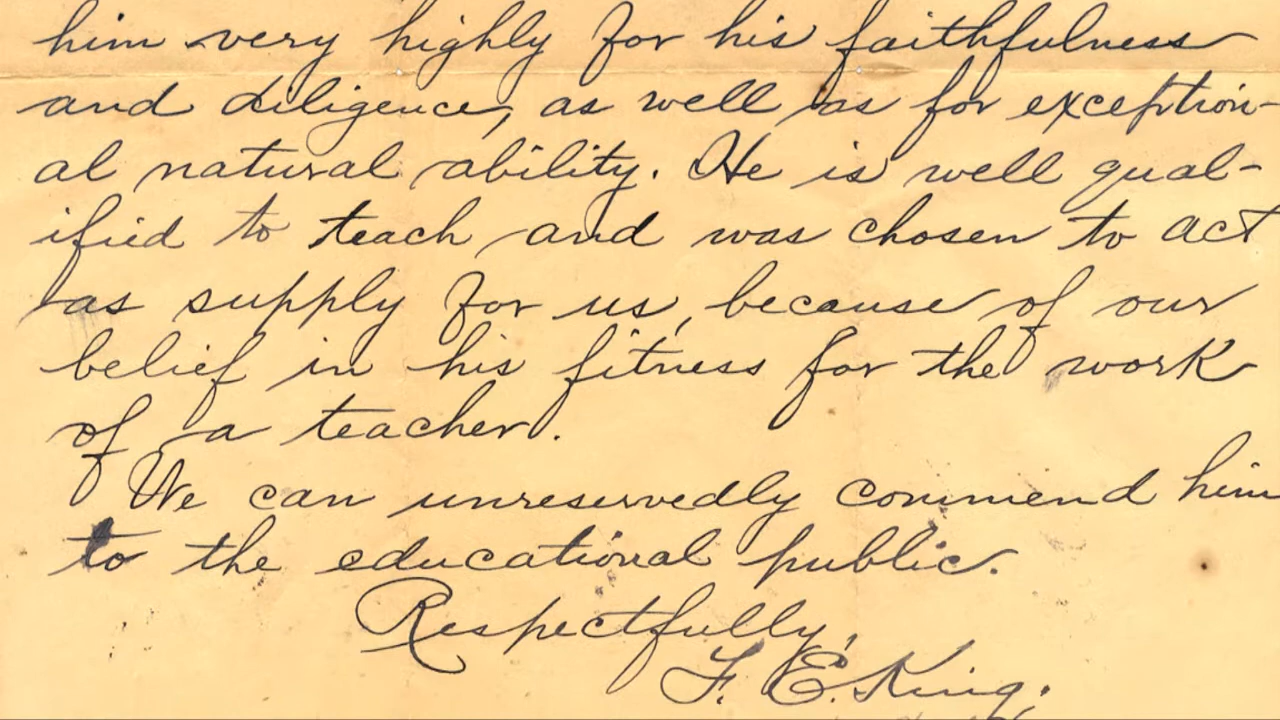 him very highly for his faithfulness
and diligence, as well as for exception-
al natural ability. He is well qual-
ified to teach and was chosen to act
as supply for us, because of our
belief in his fitness for the work
of a teacher.
We can unreservedly commend him
to the educational public.
Respectfully,
F. E. King,